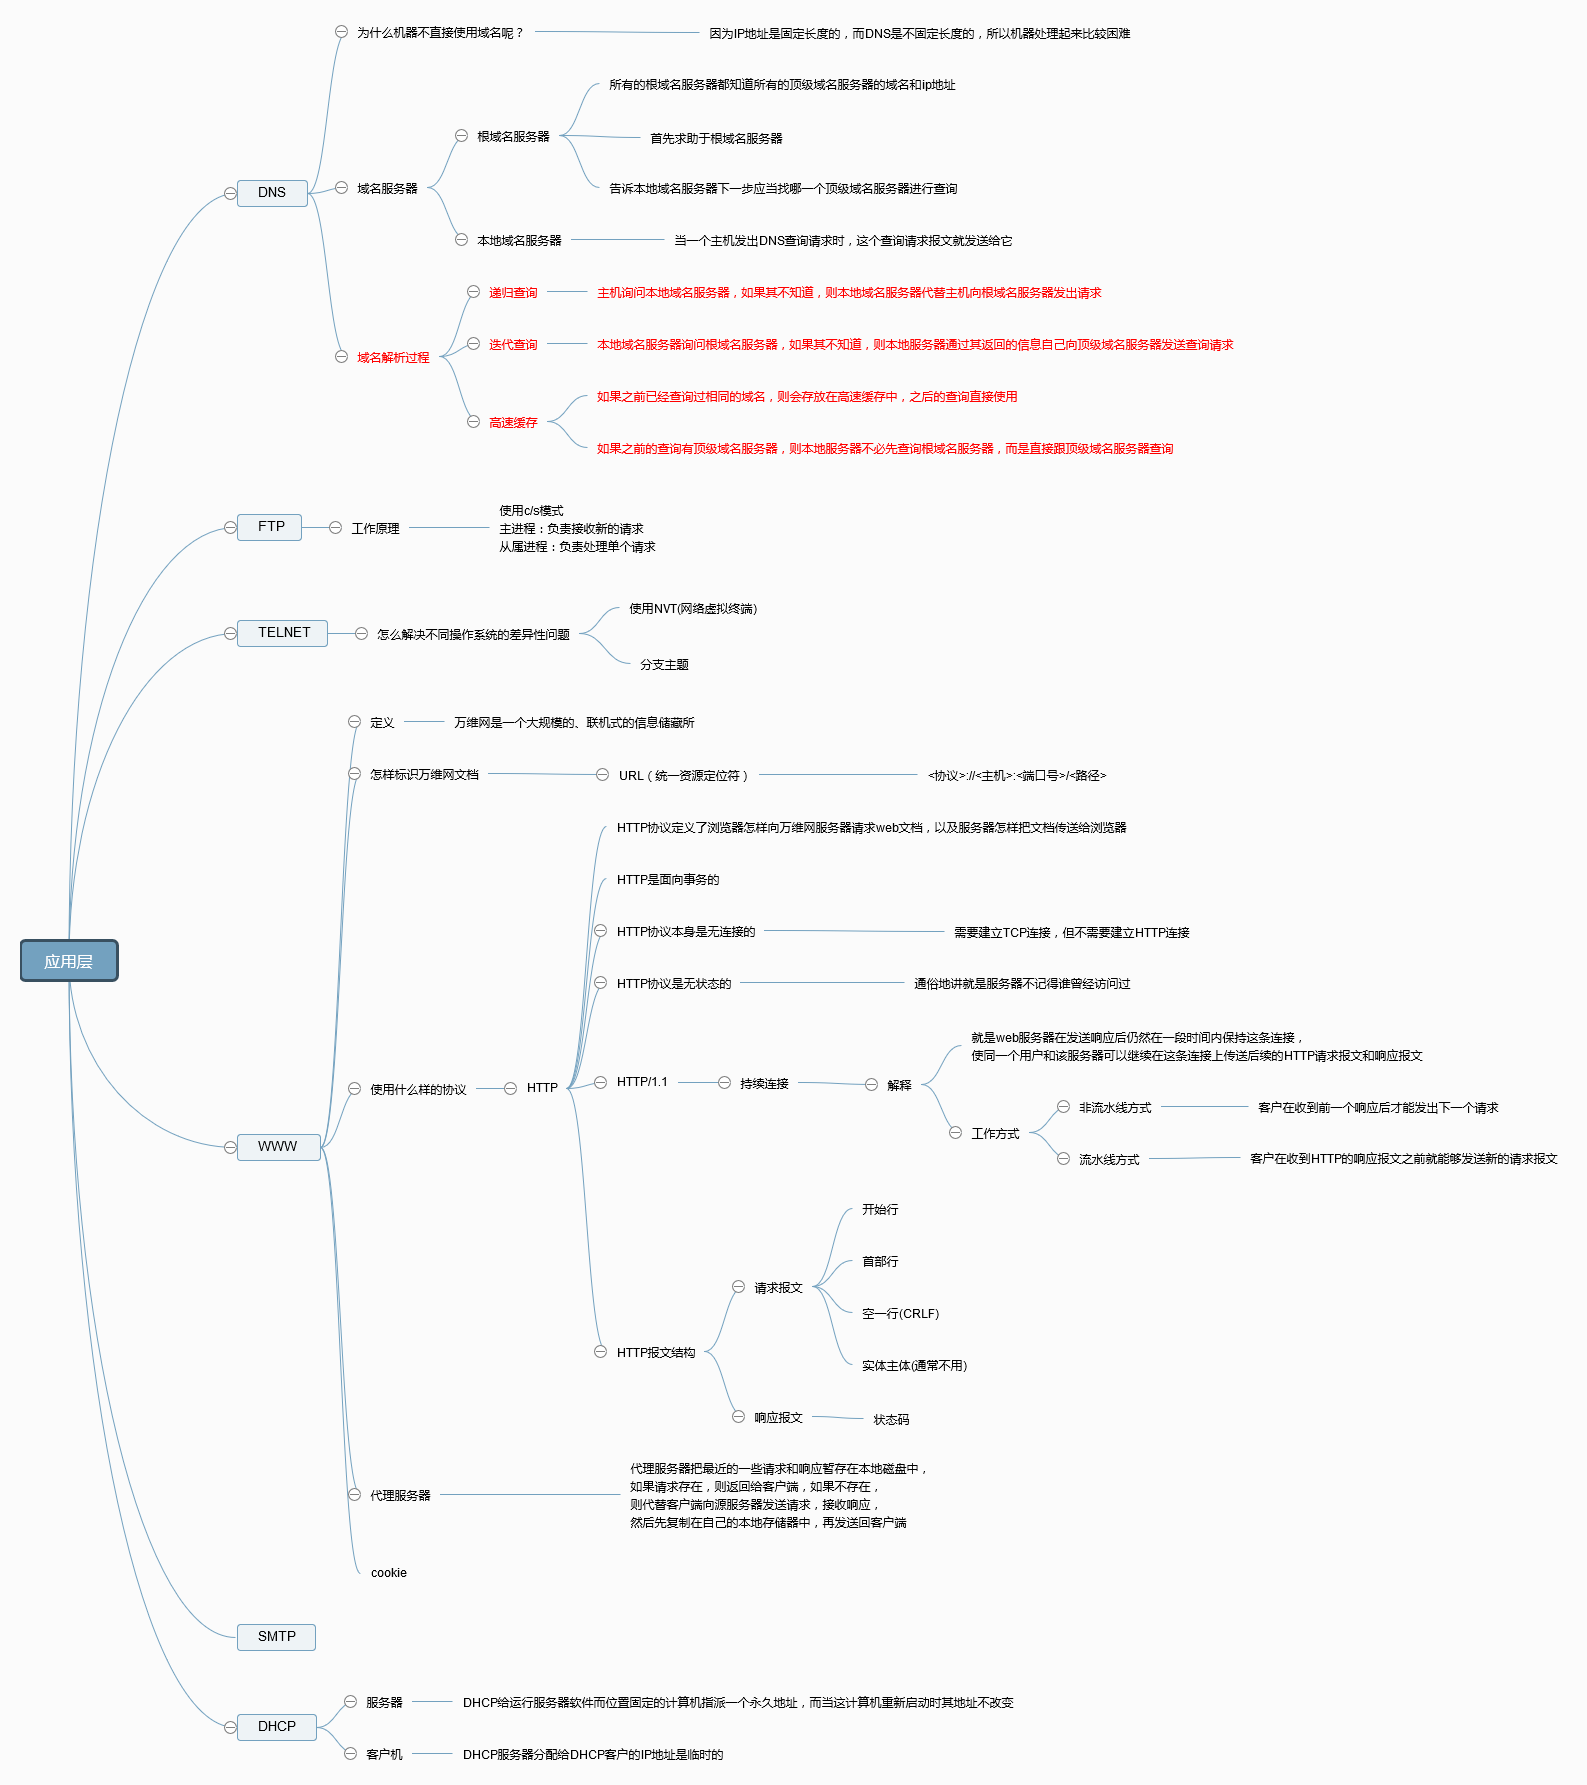 应用层
DNS
为什么机器不直接使用域名呢？
因为IP地址是固定长度的，而DNS是不固定长度的，所以机器处理起来比较困难
域名服务器
根域名服务器
所有的根域名服务器都知道所有的顶级域名服务器的域名和ip地址
首先求助于根域名服务器
告诉本地域名服务器下一步应当找哪一个顶级域名服务器进行查询
本地域名服务器
当一个主机发出DNS查询请求时，这个查询请求报文就发送给它
域名解析过程
递归查询
主机询问本地域名服务器，如果其不知道，则本地域名服务器代替主机向根域名服务器发出请求
迭代查询
本地域名服务器询问根域名服务器，如果其不知道，则本地服务器通过其返回的信息自己向顶级域名服务器发送查询请求
高速缓存
如果之前已经查询过相同的域名，则会存放在高速缓存中，之后的查询直接使用
如果之前的查询有顶级域名服务器，则本地服务器不必先查询根域名服务器，而是直接跟顶级域名服务器查询
FTP
工作原理
使用c/s模式
主进程：负责接收新的请求
从属进程：负责处理单个请求
TELNET
怎么解决不同操作系统的差异性问题
使用NVT(网络虚拟终端)
分支主题
WWW
定义
万维网是一个大规模的、联机式的信息储藏所
怎样标识万维网文档
URL（统一资源定位符）
<协议>://<主机>:<端口号>/<路径>
使用什么样的协议
HTTP
HTTP协议定义了浏览器怎样向万维网服务器请求web文档，以及服务器怎样把文档传送给浏览器
HTTP是面向事务的
HTTP协议本身是无连接的
需要建立TCP连接，但不需要建立HTTP连接
HTTP协议是无状态的
通俗地讲就是服务器不记得谁曾经访问过
HTTP/1.1
持续连接
解释
就是web服务器在发送响应后仍然在一段时间内保持这条连接，
使同一个用户和该服务器可以继续在这条连接上传送后续的HTTP请求报文和响应报文
工作方式
非流水线方式
客户在收到前一个响应后才能发出下一个请求
流水线方式
客户在收到HTTP的响应报文之前就能够发送新的请求报文
HTTP报文结构
请求报文
开始行
首部行
空一行(CRLF)
实体主体(通常不用)
响应报文
状态码
代理服务器
代理服务器把最近的一些请求和响应暂存在本地磁盘中，
如果请求存在，则返回给客户端，如果不存在，
则代替客户端向源服务器发送请求，接收响应，
然后先复制在自己的本地存储器中，再发送回客户端
cookie
SMTP
DHCP
服务器
DHCP给运行服务器软件而位置固定的计算机指派一个永久地址，而当这计算机重新启动时其地址不改变
客户机
DHCP服务器分配给DHCP客户的IP地址是临时的